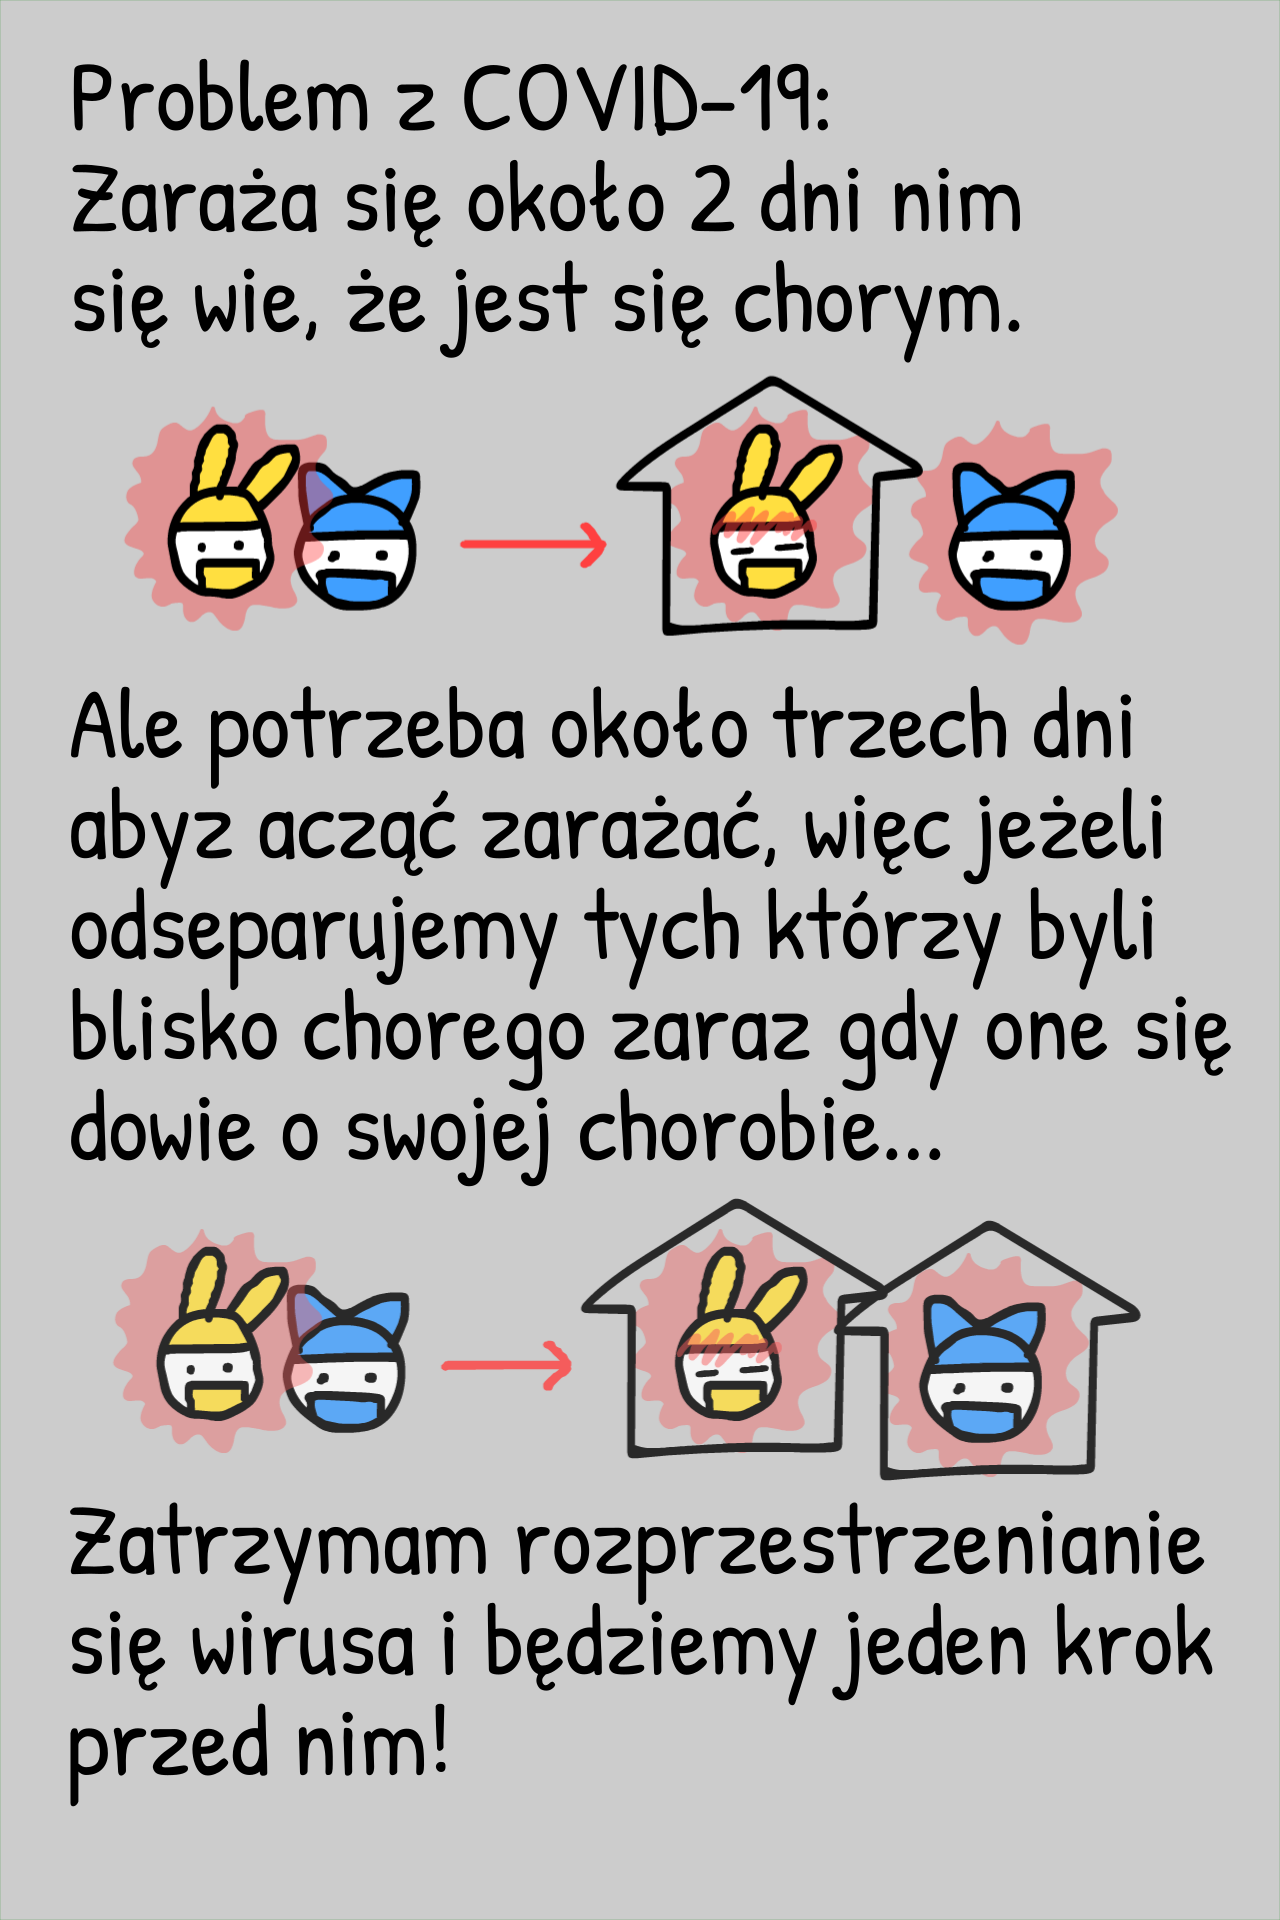 Problem z COVID-19:
Zaraża się około 2 dni nim
się wie, że jest się chorym.
Ale potrzeba około trzech dni
abyz acząć zarażać, więc jeżeli
odseparujemy tych którzy byli
blisko chorego zaraz gdy one się
dowie o swojej chorobie...
Zatrzymam rozprzestrzenianie
się wirusa i będziemy jeden krok
przed nim!